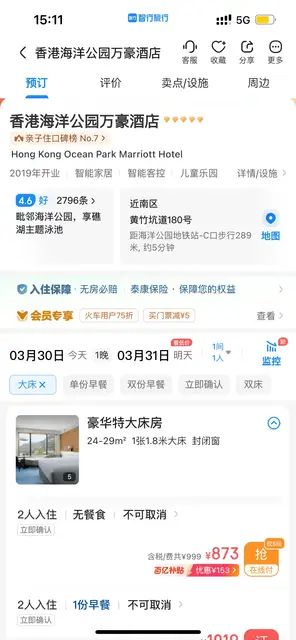 15:11
智行旅行
5G
香港海洋公园万豪酒店
客服
收藏
分享
更多
预订
评价
卖点/设施
周边
香港海洋公园万豪酒店
亲子住口碑榜 No.7 >
Hong Kong Ocean Park Marriott Hotel
2019年开业
智能家居
智能客控
儿童乐园
详情/设施 >
4.6 好
2796条 >
毗邻海洋公园，享礁湖主题泳池
近南区
黄竹坑道180号
距海洋公园地铁站-C口步行289米, 约5分钟
地图
入住保障 · 无房必赔 · 泰康保险 · 保障您的权益 >
会员专享
火车用户75折
买门票减¥5
查看 >
03月30日 今天
1晚
03月31日 明天
1间
1人
监控
大床 ×
单份早餐
双份早餐
立即确认
双床
豪华特大床房
24-29m² 1张1.8米大床 封闭窗
5
2人入住
无餐食
不可取消 >
立即确认
含税/费共¥999
¥873
百亿补贴
优惠¥153 >
抢
在线付
2人入住
1份早餐
不可取消 >
立即确认
¥1019
订